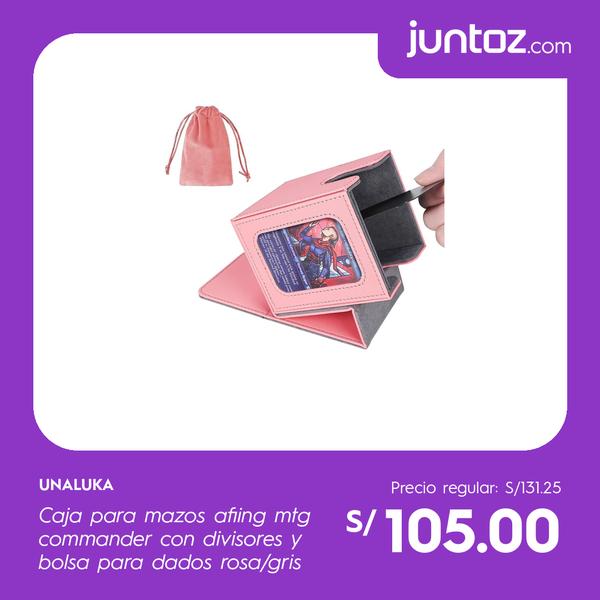 juntoz.com
UNALUKA
Caja para mazos afiing mtg
commander con divisores y
bolsa para dados rosa/gris
Precio regular: S/131.25
S/105.00